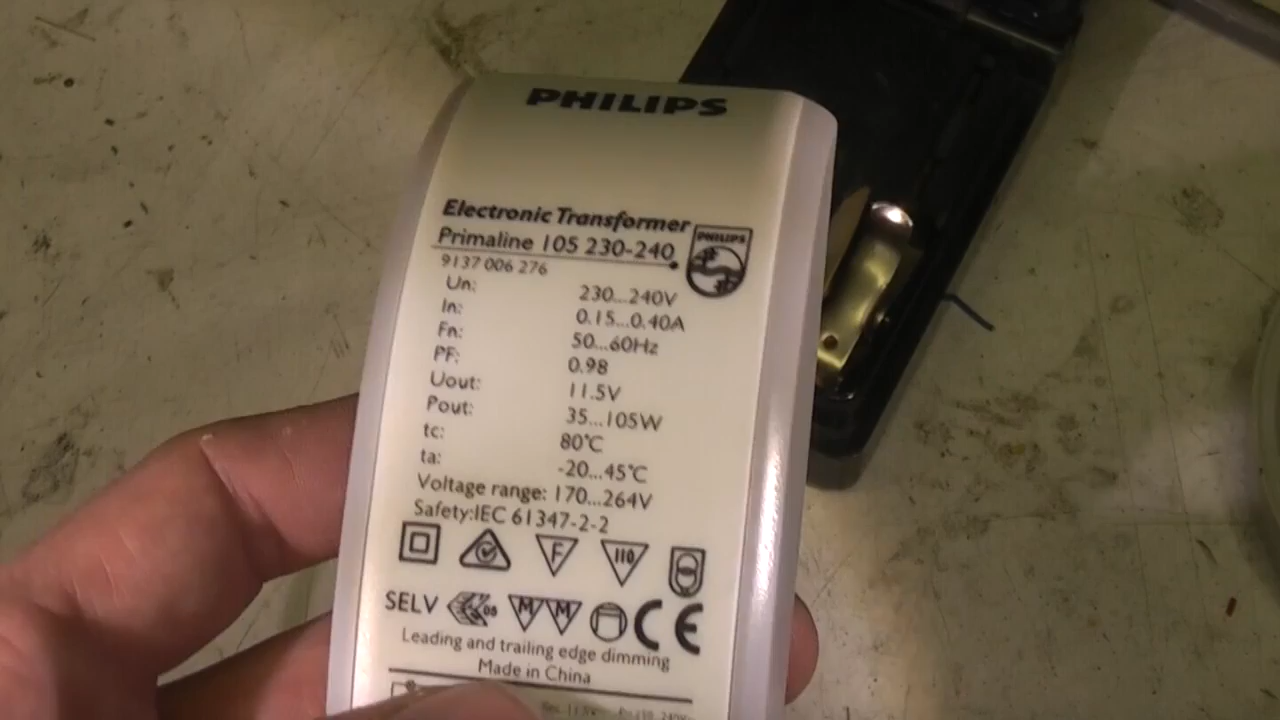 PHILIPS
Electronic Transformer
Primaline 105 230-240
PHILIPS
9137 006 276
Un: 230...240V
In: 0.15...0.40A
Fn: 50...60Hz
PF: 0.98
Uout: 11.5V
Pout: 35...105W
tc: 80°C
ta: -20...45°C
Voltage range: 170...264V
Safety:IEC 61347-2-2
F 110
SELV 05 M M CE
Leading and trailing edge dimming
Made in China